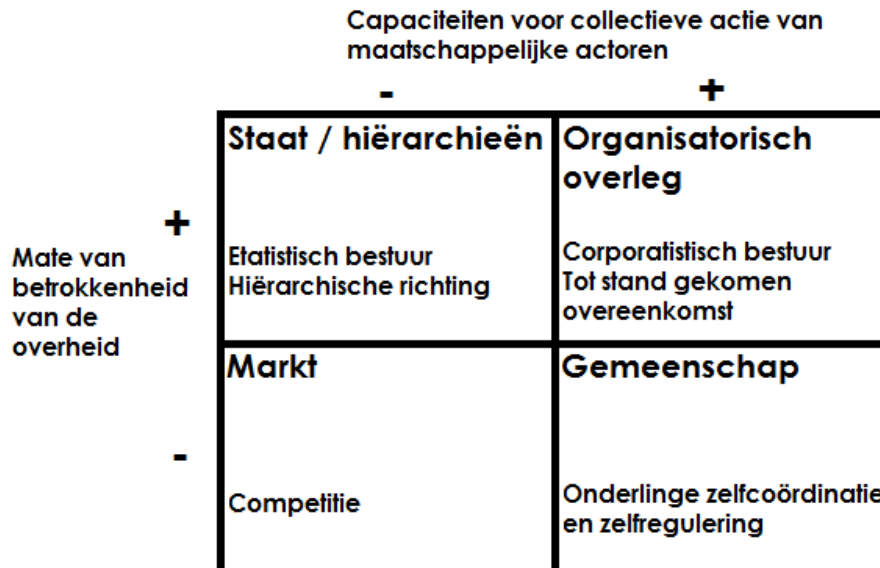 Capaciteiten voor collectieve actie van
maatschappelijke actoren
- +
Staat / hiërarchieën
Organisatorisch
overleg
+
Mate van
betrokkenheid
van de
overheid
Etatistisch bestuur
Hiërarchische richting
Corporatistisch bestuur
Tot stand gekomen
overeenkomst
Markt
Gemeenschap
-
Competitie
Onderlinge zelfcoördinatie
en zelfregulering